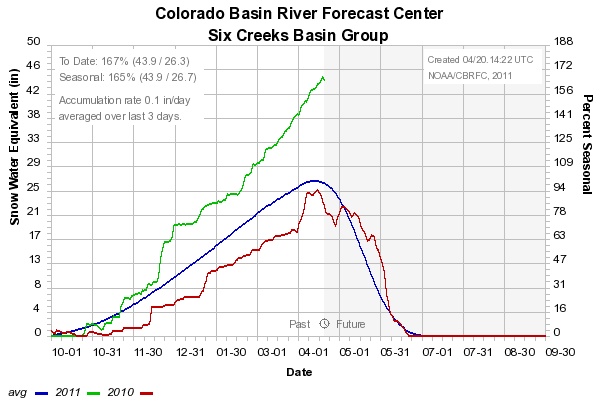 Colorado Basin River Forecast Center
Six Creeks Basin Group
To Date: 167% (43.9 / 26.3)
Seasonal: 165% (43.9 / 26.7)
Accumulation rate 0.1 in/day
averaged over last 3 days.
Created 04/20.14:22 UTC
NOAA/CBRFC, 2011
Snow Water Equivalent (in)
50
46
42
38
33
29
25
21
17
13
8
4
0
188
172
156
141
125
109
94
78
63
47
31
16
0
Percent Seasonal
Past Future
10-01 10-31 11-30 12-31 01-30 03-01 04-01 05-01 05-31 07-01 07-31 08-30 09-30
Date
avg 2011 2010